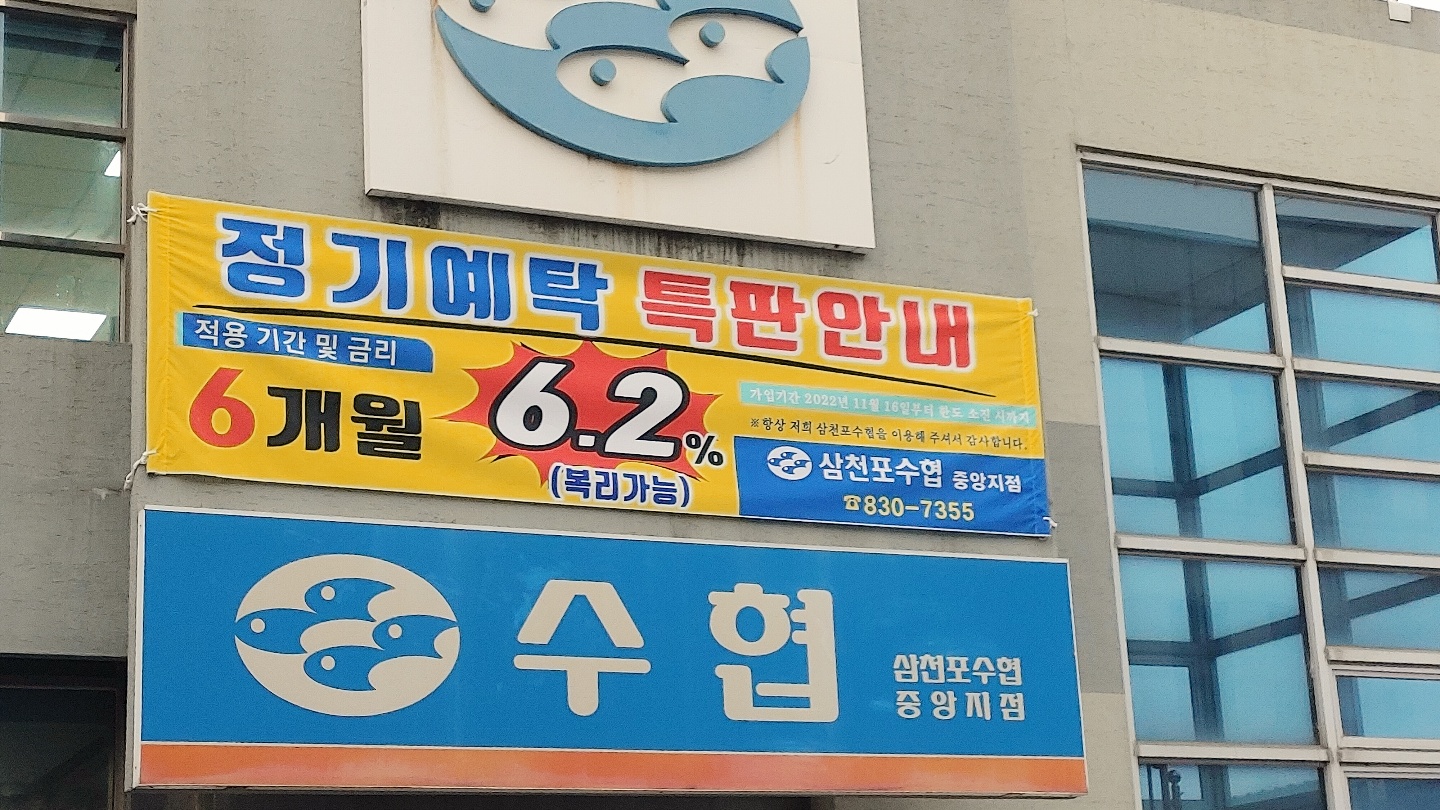 정기예탁 특판안내
적용 기간 및 금리
6개월
6.2%
(복리가능)
가입기간 2022년 11월 16일부터 한도 소진 시까지
※항상 저희 삼천포수협을 이용해 주셔서 감사합니다.
삼천포수협 중앙지점
☎830-7355
수협
삼천포수협
중앙지점